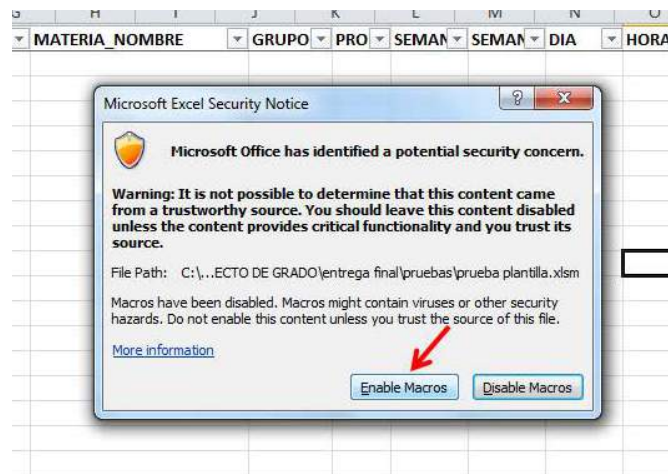 G H I J K L M N O
MATERIA_NOMBRE GRUPO PRO SEMAN SEMAN DIA HORA
Microsoft Excel Security Notice
Microsoft Office has identified a potential security concern.
Warning: It is not possible to determine that this content came
from a trustworthy source. You should leave this content disabled
unless the content provides critical functionality and you trust its
source.
File Path: C:\...ECTO DE GRADO\entrega final\pruebas\prueba plantilla.xlsm
Macros have been disabled. Macros might contain viruses or other security
hazards. Do not enable this content unless you trust the source of this file.
More information
Enable Macros Disable Macros